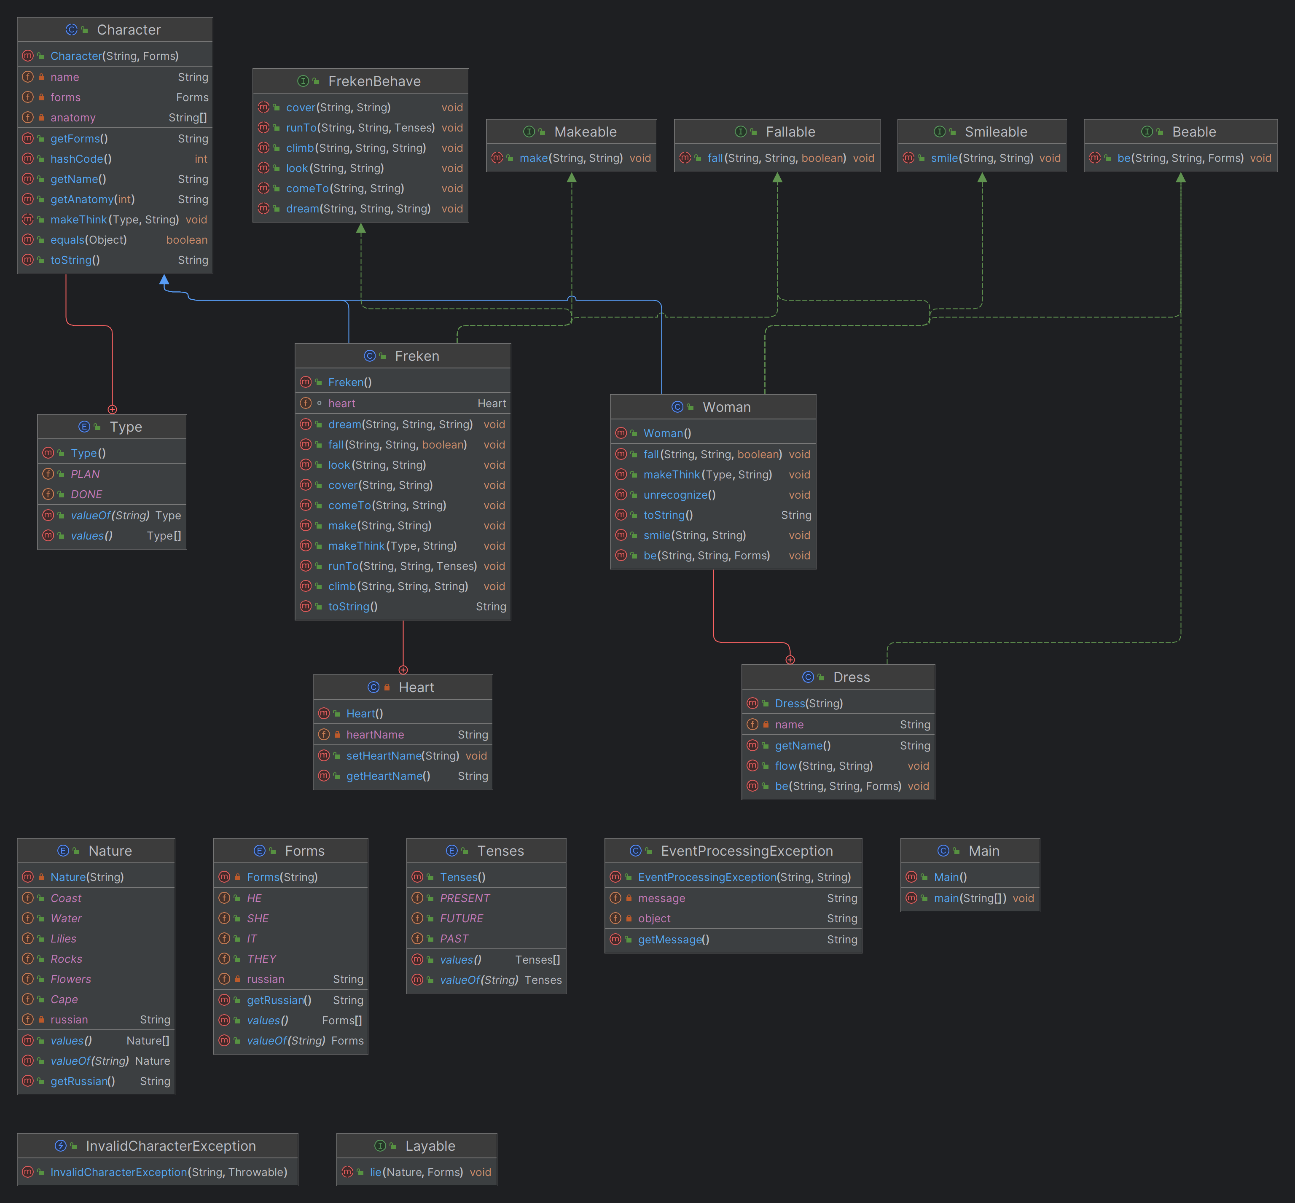 Character
Character(String, Forms)
name String
forms Forms
anatomy String[]
getForms() String
hashCode() int
getName() String
getAnatomy(int) String
makeThink(Type, String) void
equals(Object) boolean
toString() String
FrekenBehave
cover(String, String) void
runTo(String, String, Tenses) void
climb(String, String, String) void
look(String, String) void
comeTo(String, String) void
dream(String, String, String) void
Makeable
make(String, String) void
Fallable
fall(String, String, boolean) void
Smileable
smile(String, String) void
Beable
be(String, String, Forms) void
Type
Type()
PLAN
DONE
valueOf(String) Type
values() Type[]
Freken
Freken()
heart Heart
dream(String, String, String) void
fall(String, String, boolean) void
look(String, String) void
cover(String, String) void
comeTo(String, String) void
make(String, String) void
makeThink(Type, String) void
runTo(String, String, Tenses) void
climb(String, String, String) void
toString() String
Woman
Woman()
fall(String, String, boolean) void
makeThink(Type, String) void
unrecognize() void
toString() String
smile(String, String) void
be(String, String, Forms) void
Heart
Heart()
heartName String
setHeartName(String) void
getHeartName() String
Dress
Dress(String)
name String
getName() String
flow(String, String) void
be(String, String, Forms) void
Nature
Nature(String)
Coast
Water
Lilies
Rocks
Flowers
Cape
russian String
values() Nature[]
valueOf(String) Nature
getRussian() String
Forms
Forms(String)
HE
SHE
IT
THEY
russian String
getRussian() String
values() Forms[]
valueOf(String) Forms
Tenses
Tenses()
PRESENT
FUTURE
PAST
values() Tenses[]
valueOf(String) Tenses
EventProcessingException
EventProcessingException(String, String)
message String
object String
getMessage() String
Main
Main()
main(String[]) void
InvalidCharacterException
InvalidCharacterException(String, Throwable)
Layable
lie(Nature, Forms) void